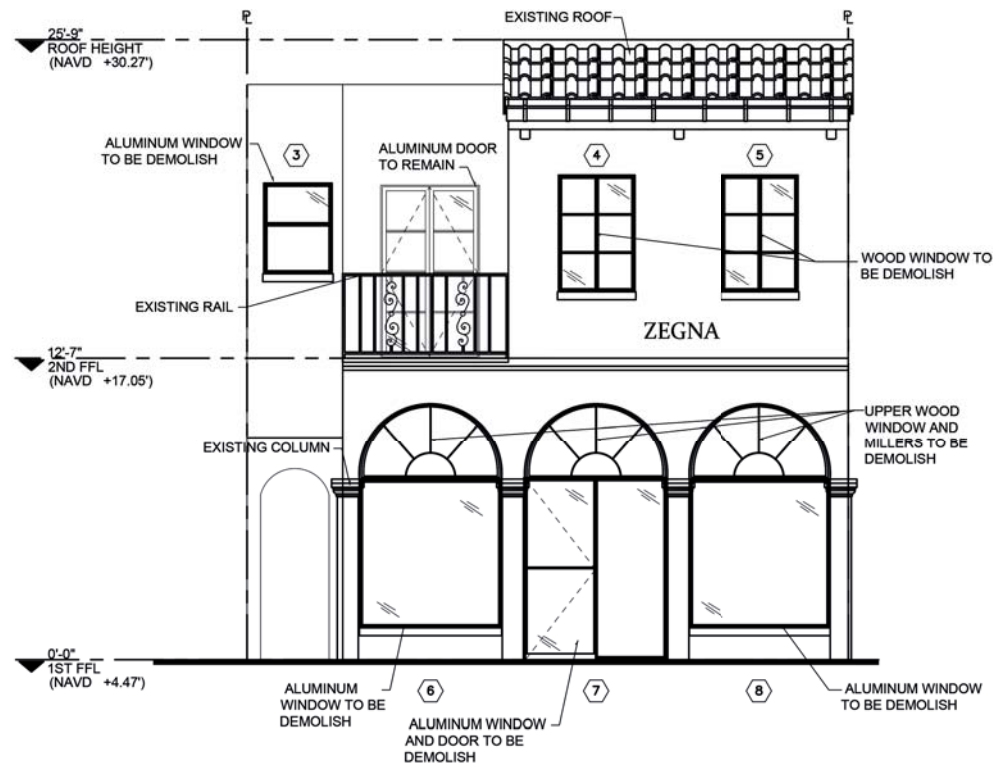 PL
PL
EXISTING ROOF
25'-9"
ROOF HEIGHT
(NAVD +30.27')
ALUMINUM WINDOW
TO BE DEMOLISH
3
ALUMINUM DOOR
TO REMAIN
4
5
WOOD WINDOW TO
BE DEMOLISH
EXISTING RAIL
ZEGNA
12'-7"
2ND FFL
(NAVD +17.05')
UPPER WOOD
WINDOW AND
MILLERS TO BE
DEMOLISH
EXISTING COLUMN
0'-0"
1ST FFL
(NAVD +4.47')
ALUMINUM
WINDOW TO BE
DEMOLISH
6
7
8
ALUMINUM WINDOW
AND DOOR TO BE
DEMOLISH
ALUMINUM WINDOW
TO BE DEMOLISH